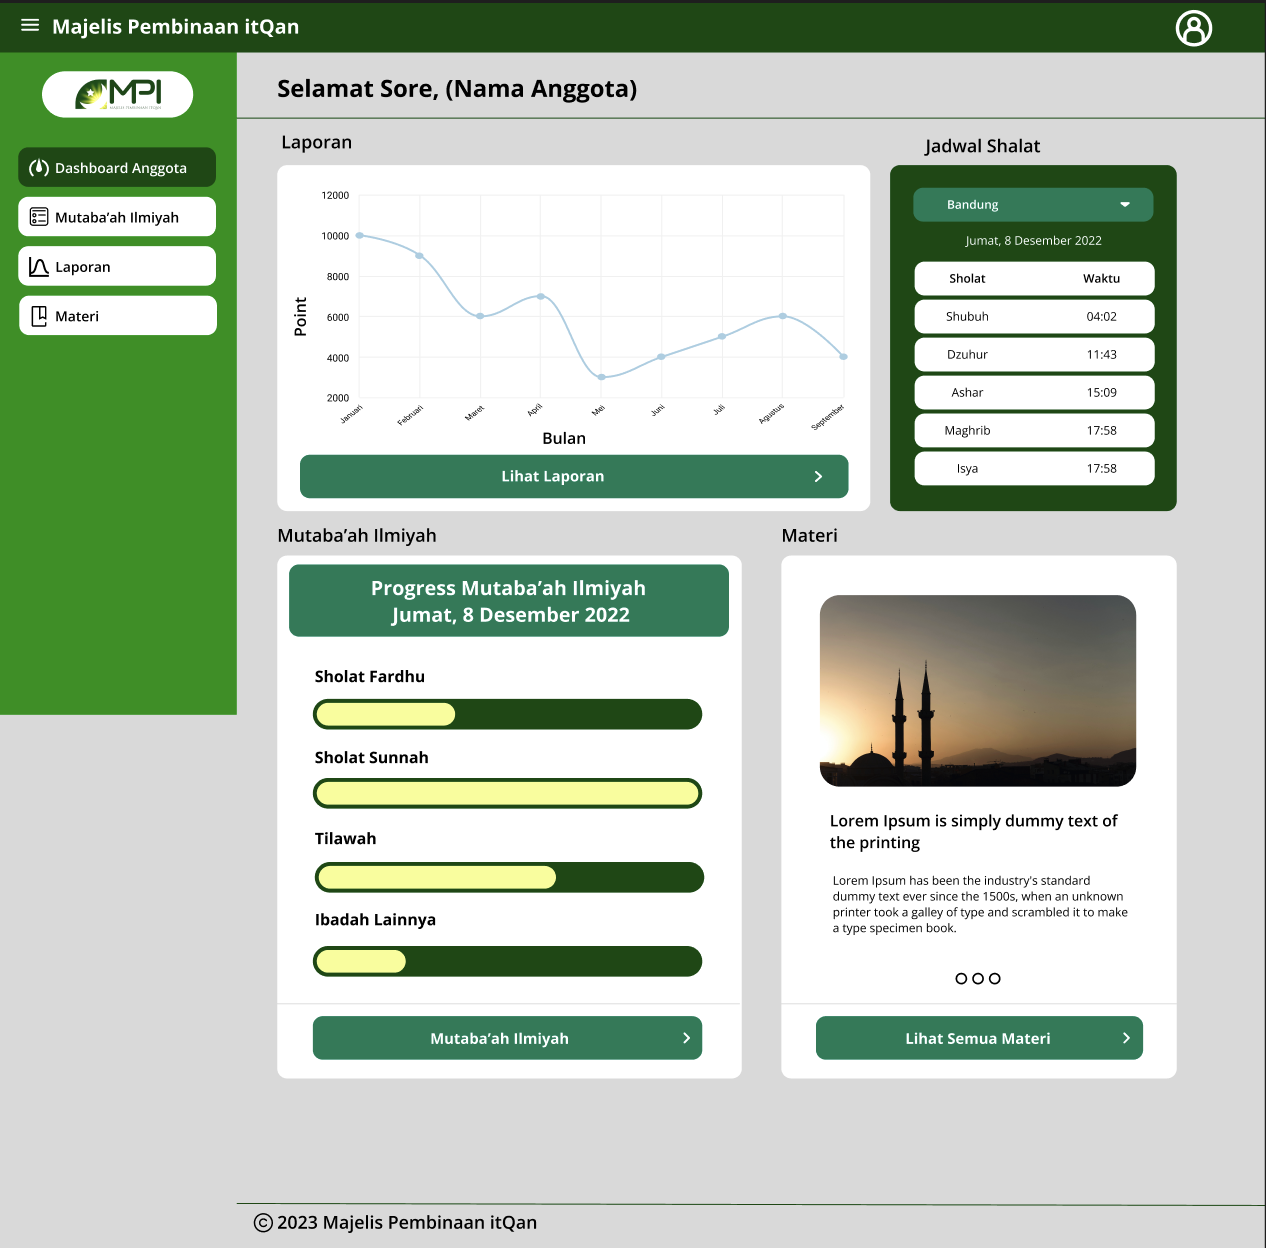 Majelis Pembinaan itQan
MPI
Selamat Sore, (Nama Anggota)
Dashboard Anggota
Mutaba’ah Ilmiyah
Laporan
Materi
Laporan
12000
10000
8000
6000
4000
2000
Point
Januari
Februari
Maret
April
Mei
Juni
Juli
Agustus
September
Bulan
Lihat Laporan
Jadwal Shalat
Bandung
Jumat, 8 Desember 2022
Sholat Waktu
Shubuh 04:02
Dzuhur 11:43
Ashar 15:09
Maghrib 17:58
Isya 17:58
Mutaba’ah Ilmiyah
Progress Mutaba’ah Ilmiyah
Jumat, 8 Desember 2022
Sholat Fardhu
Sholat Sunnah
Tilawah
Ibadah Lainnya
Mutaba’ah Ilmiyah
Materi
Lorem Ipsum is simply dummy text of
the printing
Lorem Ipsum has been the industry's standard
dummy text ever since the 1500s, when an unknown
printer took a galley of type and scrambled it to make
a type specimen book.
Lihat Semua Materi
© 2023 Majelis Pembinaan itQan